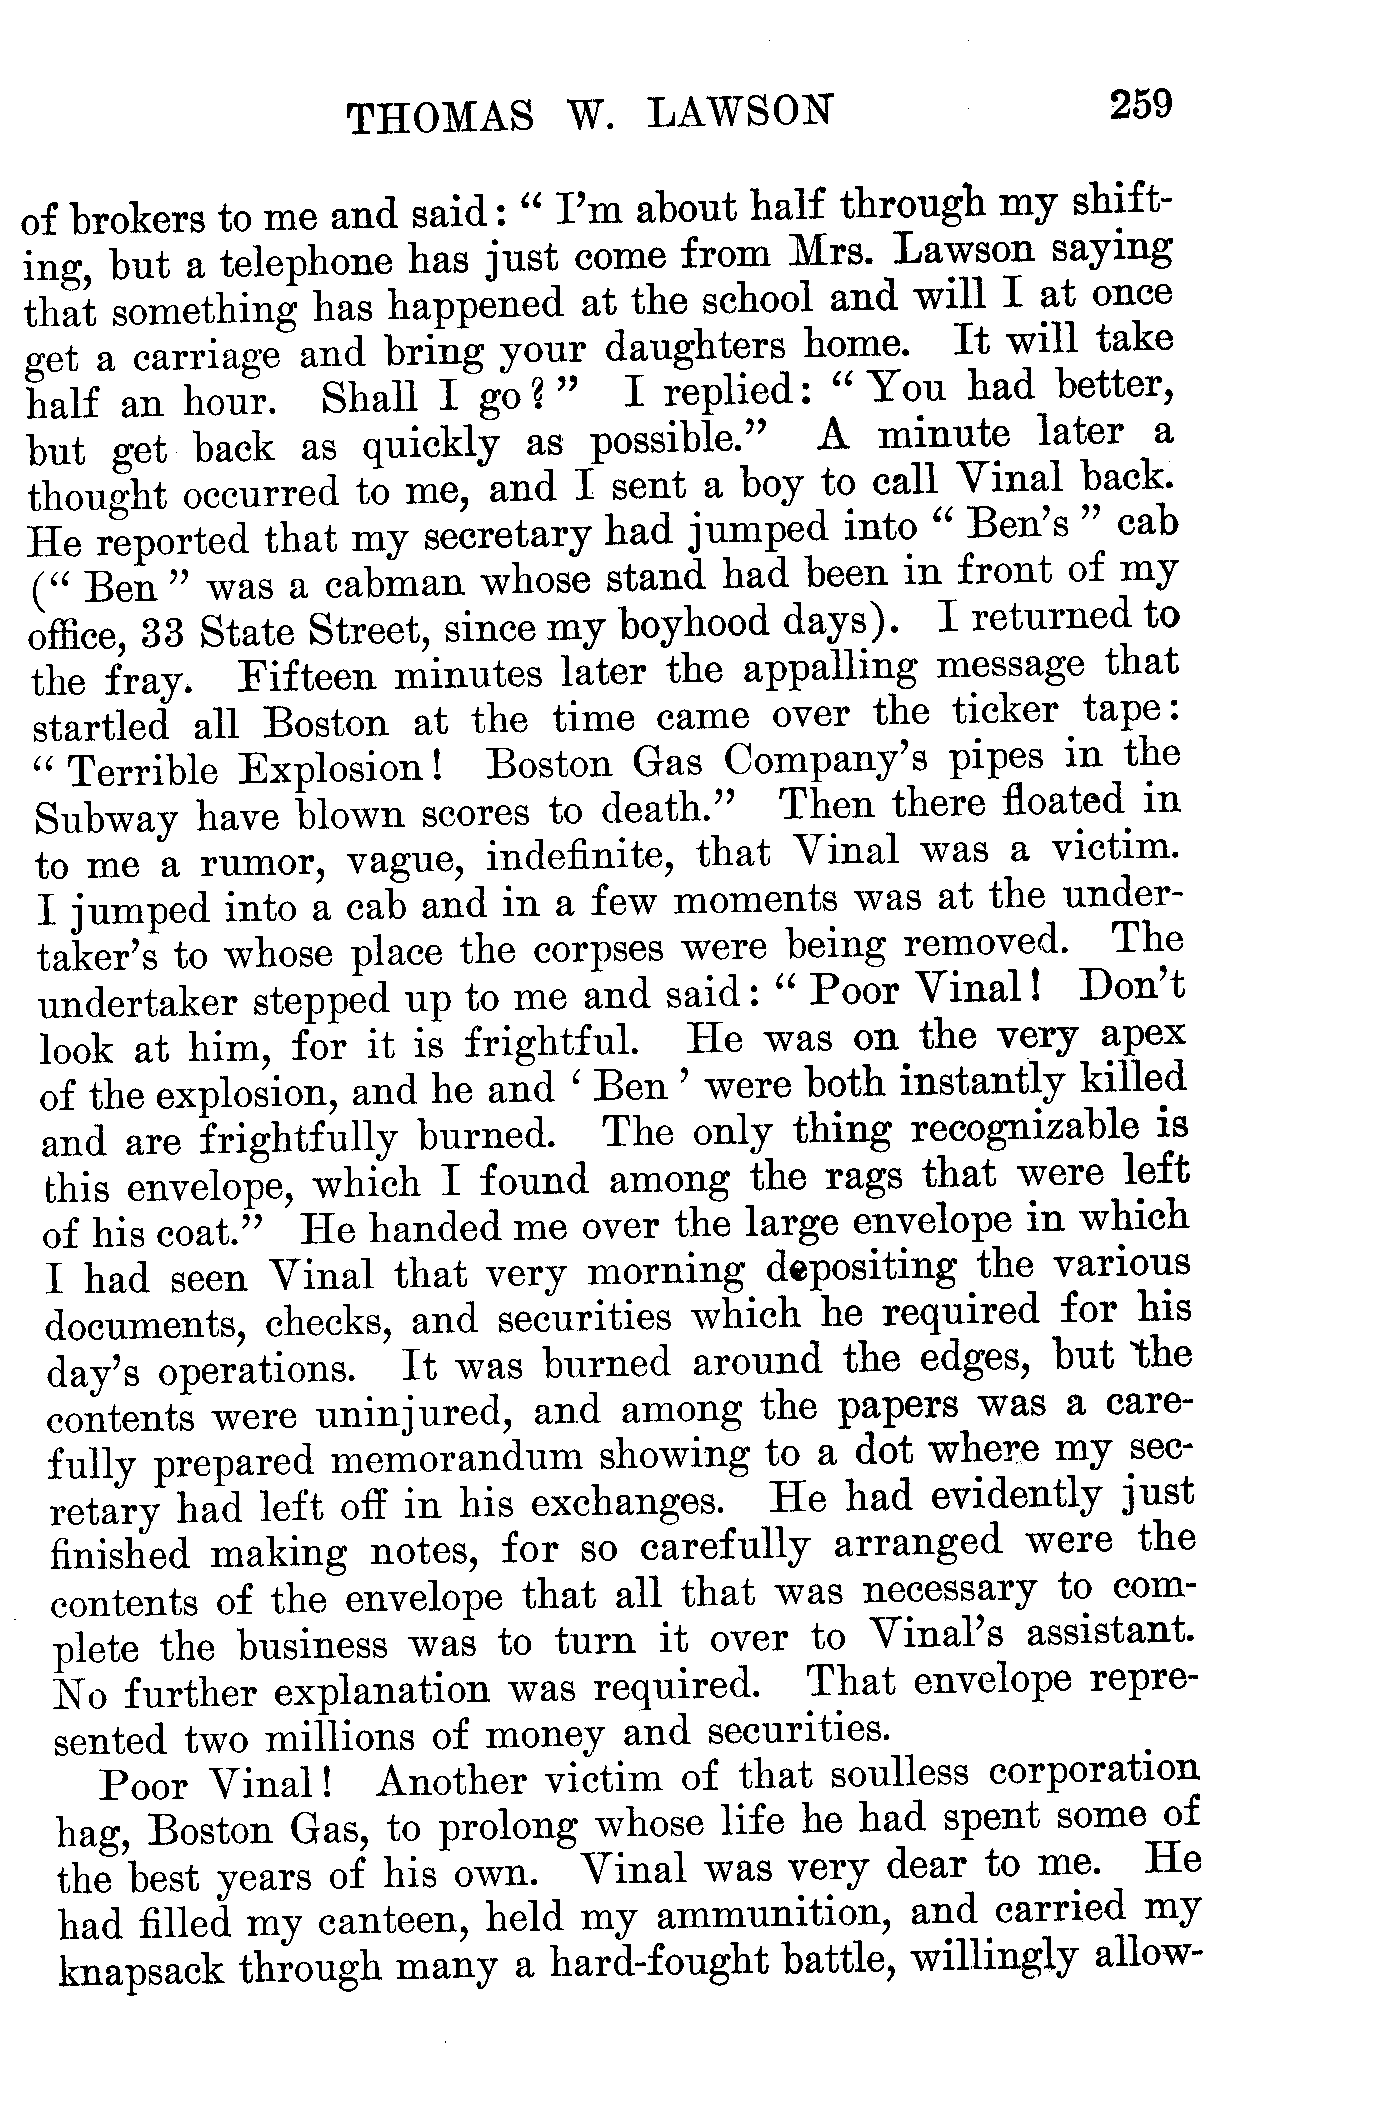 THOMAS W. LAWSON 259
of brokers to me and said: “ I’m about half through my shift-
ing, but a telephone has just come from Mrs. Lawson saying
that something has happened at the school and will I at once
get a carriage and bring your daughters home. It will take
half an hour. Shall I go?” I replied: “ You had better,
but get back as quickly as possible.” A minute later a
thought occurred to me, and I sent a boy to call Vinal back.
He reported that my secretary had jumped into “ Ben’s ” cab
(“ Ben ” was a cabman whose stand had been in front of my
office, 33 State Street, since my boyhood days). I returned to
the fray. Fifteen minutes later the appalling message that
startled all Boston at the time came over the ticker tape:
“ Terrible Explosion! Boston Gas Company’s pipes in the
Subway have blown scores to death.” Then there floated in
to me a rumor, vague, indefinite, that Vinal was a victim.
I jumped into a cab and in a few moments was at the under-
taker’s to whose place the corpses were being removed. The
undertaker stepped up to me and said: “ Poor Vinal! Don’t
look at him, for it is frightful. He was on the very apex
of the explosion, and he and ‘ Ben ’ were both instantly killed
and are frightfully burned. The only thing recognizable is
this envelope, which I found among the rags that were left
of his coat.” He handed me over the large envelope in which
I had seen Vinal that very morning depositing the various
documents, checks, and securities which he required for his
day’s operations. It was burned around the edges, but the
contents were uninjured, and among the papers was a care-
fully prepared memorandum showing to a dot where my sec-
retary had left off in his exchanges. He had evidently just
finished making notes, for so carefully arranged were the
contents of the envelope that all that was necessary to com-
plete the business was to turn it over to Vinal’s assistant.
No further explanation was required. That envelope repre-
sented two millions of money and securities.
Poor Vinal! Another victim of that soulless corporation
hag, Boston Gas, to prolong whose life he had spent some of
the best years of his own. Vinal was very dear to me. He
had filled my canteen, held my ammunition, and carried my
knapsack through many a hard-fought battle, willingly allow-